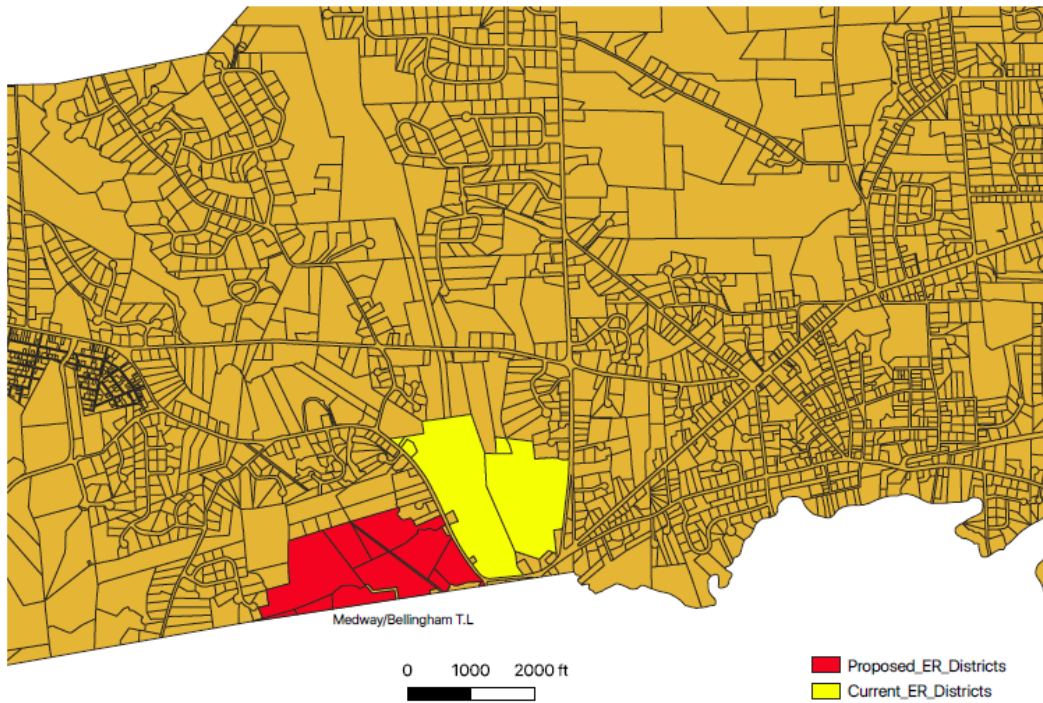 Medway/Bellingham T.L
0 1000 2000 ft
Proposed_ER_Districts
Current_ER_Districts